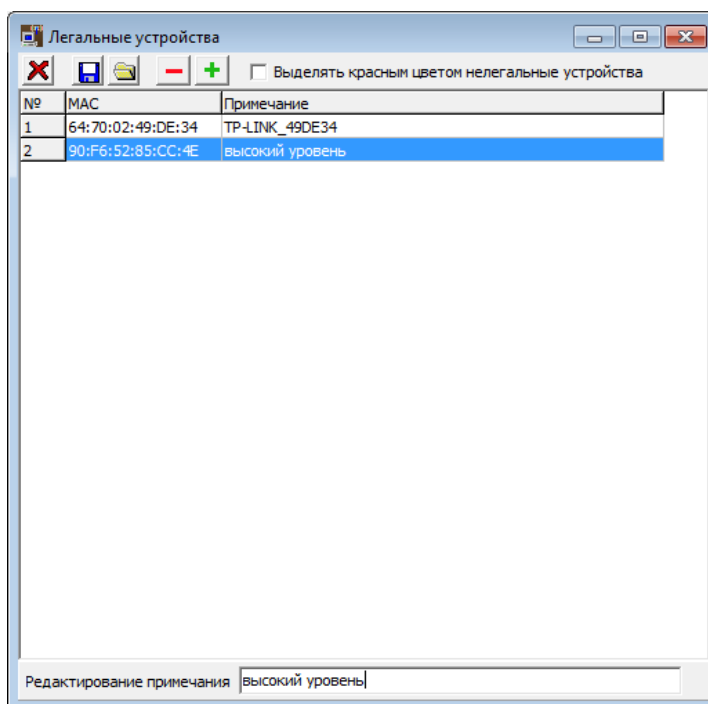 Легальные устройства
Выделять красным цветом нелегальные устройства
№ MAC Примечание
1 64:70:02:49:DE:34 TP-LINK_49DE34
2 90:F6:52:85:CC:4E высокий уровень
Редактирование примечания высокий уровень